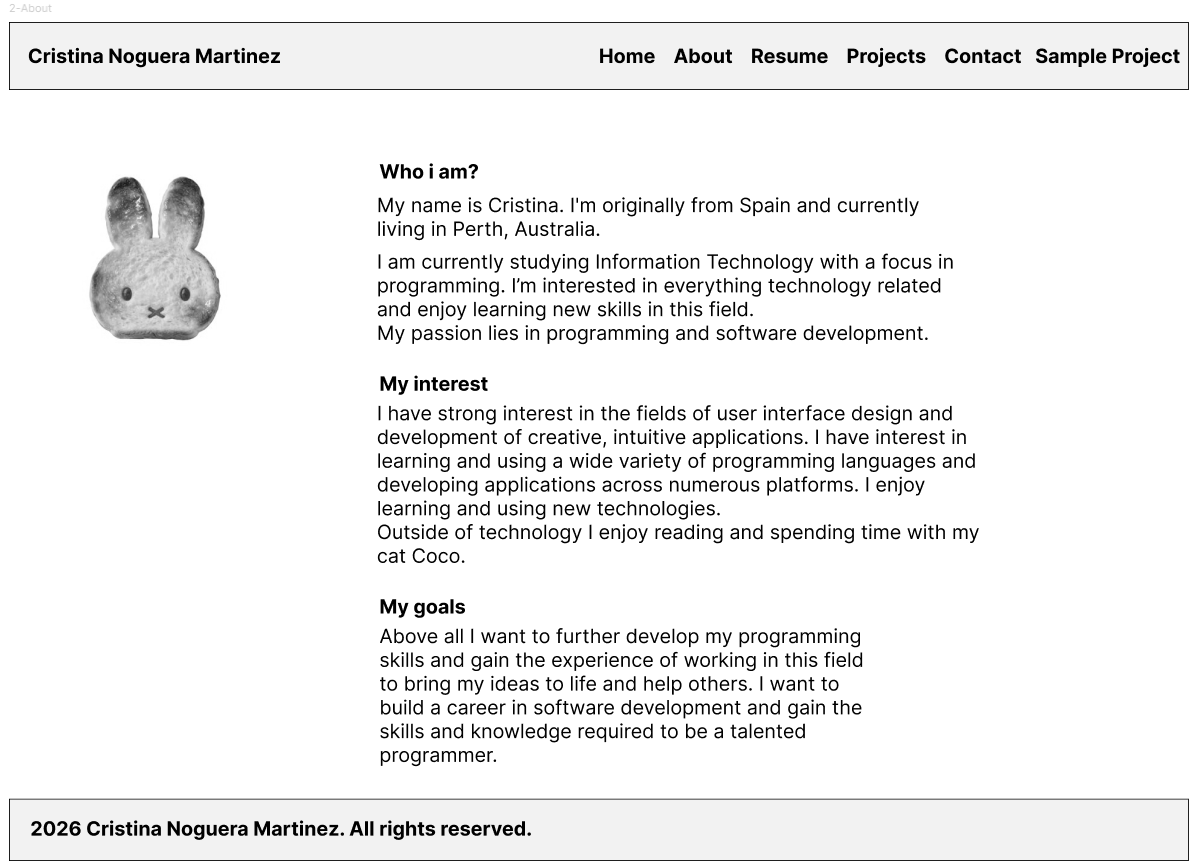 2-About
Cristina Noguera Martinez
Home About Resume Projects Contact Sample Project
Who i am?
My name is Cristina. I'm originally from Spain and currently
living in Perth, Australia.
I am currently studying Information Technology with a focus in
programming. I’m interested in everything technology related
and enjoy learning new skills in this field.
My passion lies in programming and software development.
My interest
I have strong interest in the fields of user interface design and
development of creative, intuitive applications. I have interest in
learning and using a wide variety of programming languages and
developing applications across numerous platforms. I enjoy
learning and using new technologies.
Outside of technology I enjoy reading and spending time with my
cat Coco.
My goals
Above all I want to further develop my programming
skills and gain the experience of working in this field
to bring my ideas to life and help others. I want to
build a career in software development and gain the
skills and knowledge required to be a talented
programmer.
2026 Cristina Noguera Martinez. All rights reserved.